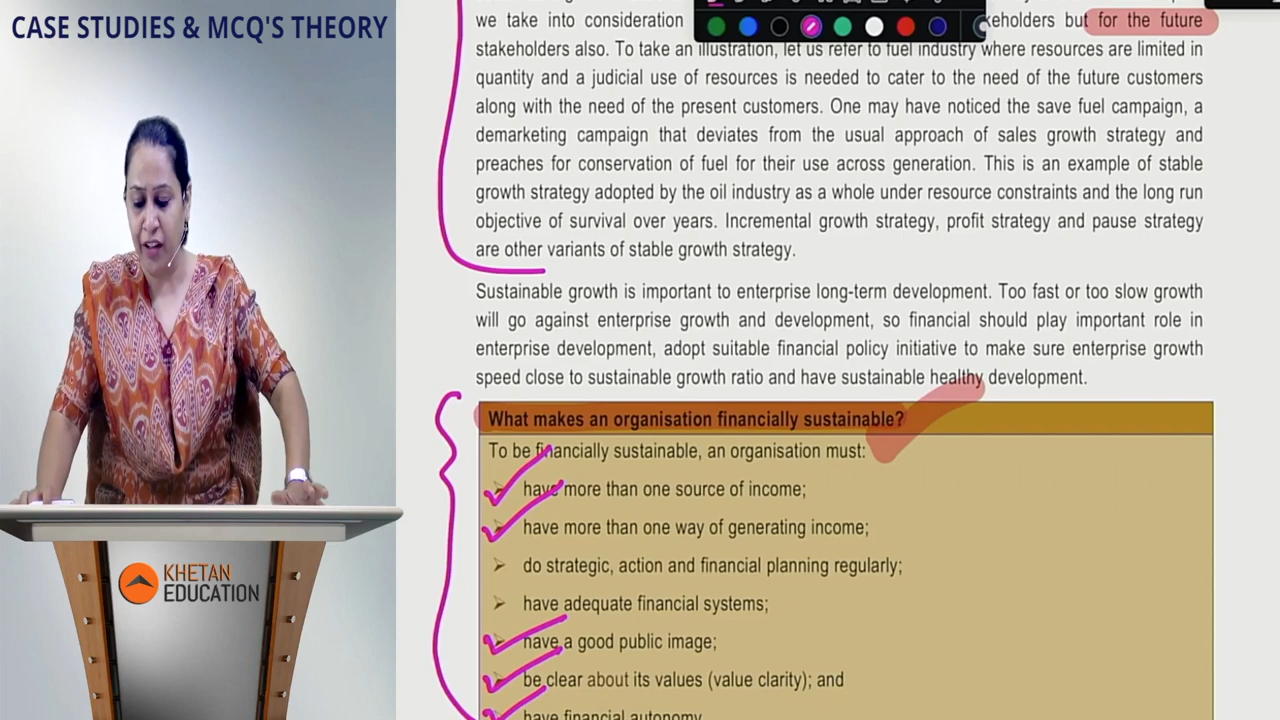 CASE STUDIES & MCQ'S THEORY
we take into consideration keholders but for the future
stakeholders also. To take an illustration, let us refer to fuel industry where resources are limited in
quantity and a judicial use of resources is needed to cater to the need of the future customers
along with the need of the present customers. One may have noticed the save fuel campaign, a
demarketing campaign that deviates from the usual approach of sales growth strategy and
preaches for conservation of fuel for their use across generation. This is an example of stable
growth strategy adopted by the oil industry as a whole under resource constraints and the long run
objective of survival over years. Incremental growth strategy, profit strategy and pause strategy
are other variants of stable growth strategy.
Sustainable growth is important to enterprise long-term development. Too fast or too slow growth
will go against enterprise growth and development, so financial should play important role in
enterprise development, adopt suitable financial policy initiative to make sure enterprise growth
speed close to sustainable growth ratio and have sustainable healthy development.
What makes an organisation financially sustainable?
To be financially sustainable, an organisation must:
have more than one source of income;
have more than one way of generating income;
do strategic, action and financial planning regularly;
have adequate financial systems;
have a good public image;
be clear about its values (value clarity); and
have financial autonomy
KHETAN
EDUCATION